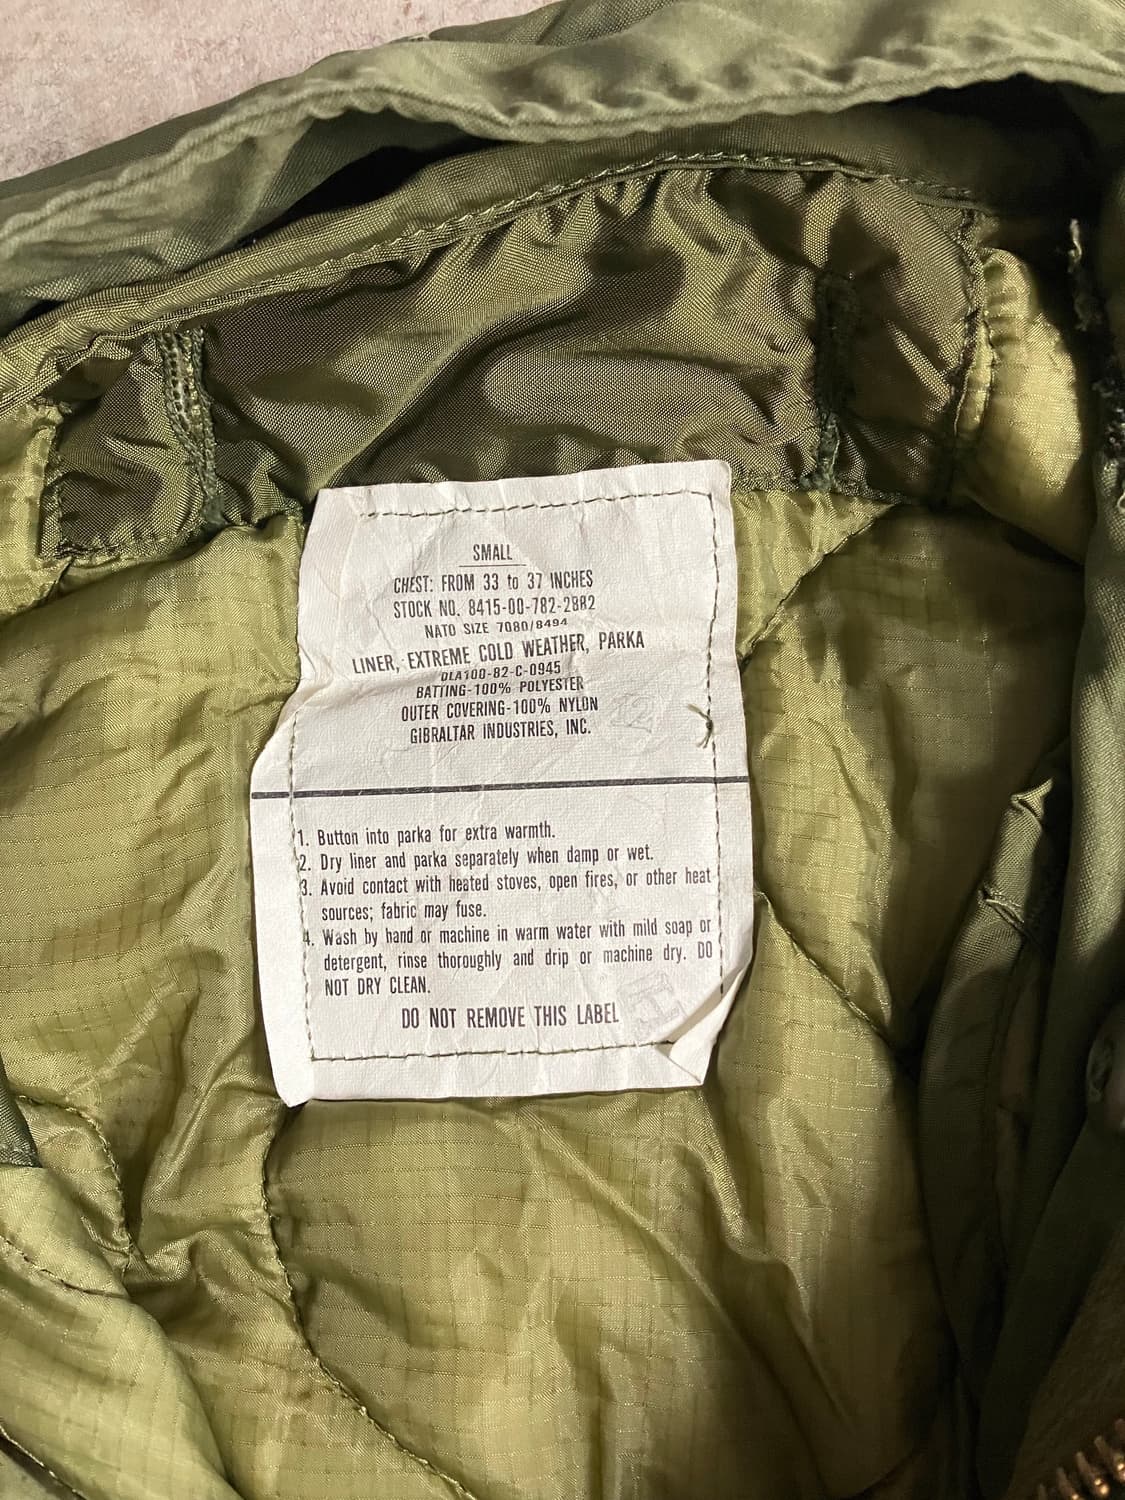 SMALL
CHEST: FROM 33 to 37 INCHES
STOCK NO. 8415-00-782-2882
NATO SIZE 7080/8494
LINER, EXTREME COLD WEATHER, PARKA
DLA100-82-C-0945
BATTING-100% POLYESTER
OUTER COVERING-100% NYLON
GIBRALTAR INDUSTRIES, INC.
12
1. Button into parka for extra warmth.
2. Dry liner and parka separately when damp or wet.
3. Avoid contact with heated stoves, open fires, or other heat
sources; fabric may fuse.
4. Wash by hand or machine in warm water with mild soap or
detergent, rinse thoroughly and drip or machine dry. DO
NOT DRY CLEAN.
DO NOT REMOVE THIS LABEL